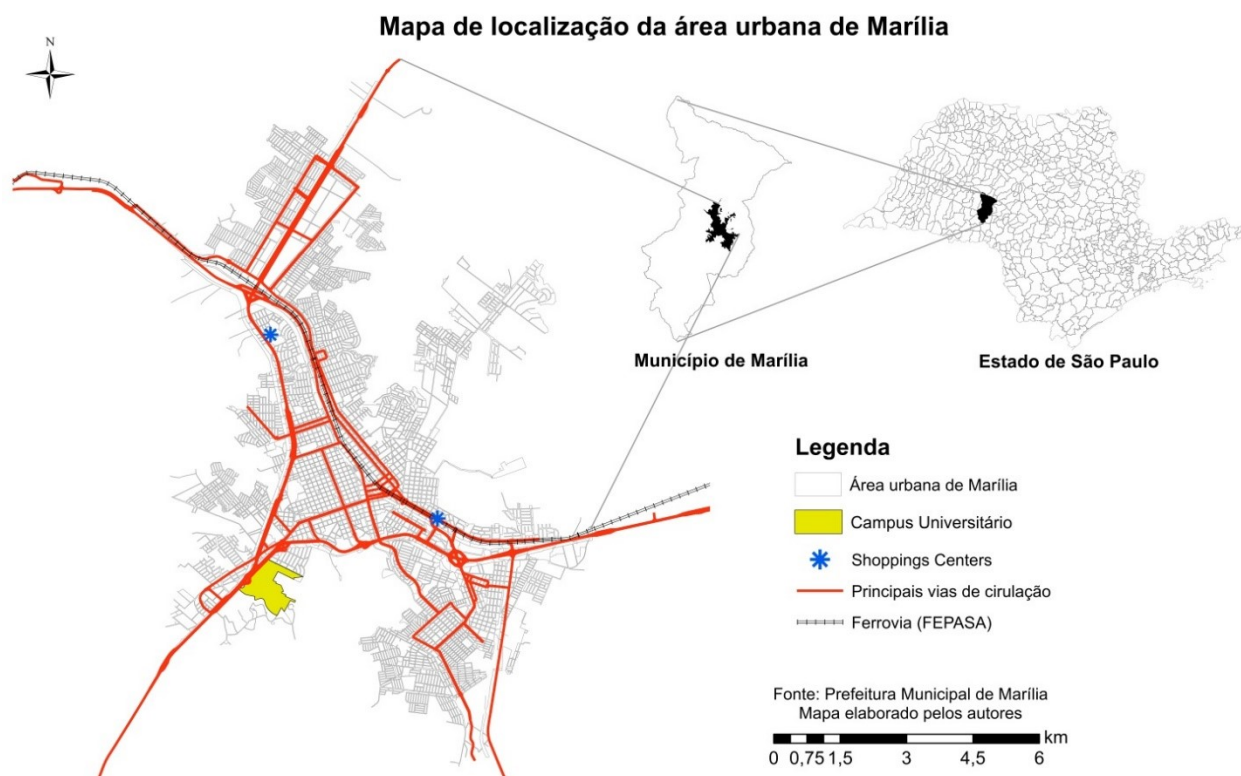 Mapa de localização da área urbana de Marília
N
Município de Marília
Estado de São Paulo
Legenda
Área urbana de Marília
Campus Universitário
Shoppings Centers
Principais vias de cirulação
Ferrovia (FEPASA)
Fonte: Prefeitura Municipal de Marília
Mapa elaborado pelos autores
km
0 0,75 1,5 3 4,5 6